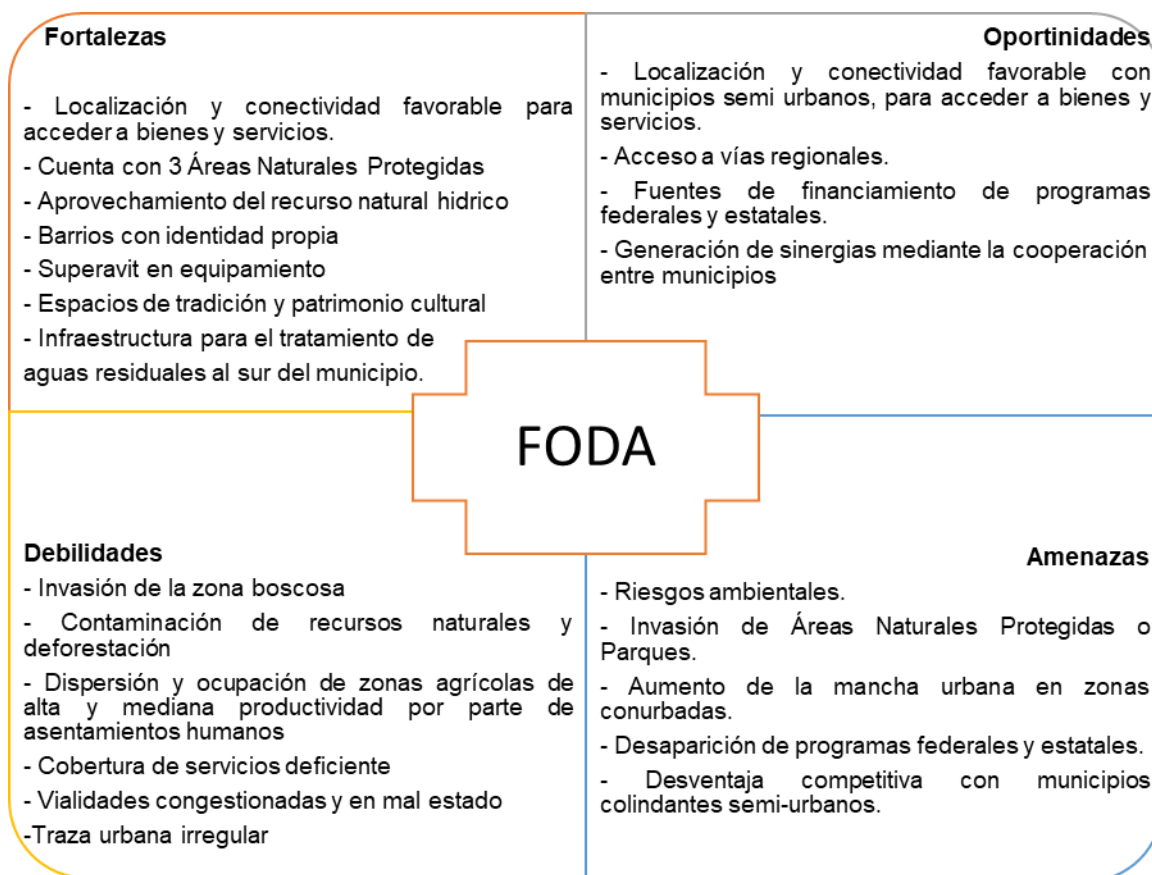 Fortalezas
- Localización y conectividad favorable para
acceder a bienes y servicios.
- Cuenta con 3 Áreas Naturales Protegidas
- Aprovechamiento del recurso natural hidrico
- Barrios con identidad propia
- Superavit en equipamiento
- Espacios de tradición y patrimonio cultural
- Infraestructura para el tratamiento de
aguas residuales al sur del municipio.
Oportinidades
- Localización y conectividad favorable con
municipios semi urbanos, para acceder a bienes y
servicios.
- Acceso a vías regionales.
- Fuentes de financiamiento de programas
federales y estatales.
- Generación de sinergias mediante la cooperación
entre municipios
FODA
Debilidades
- Invasión de la zona boscosa
- Contaminación de recursos naturales y
deforestación
- Dispersión y ocupación de zonas agrícolas de
alta y mediana productividad por parte de
asentamientos humanos
- Cobertura de servicios deficiente
- Vialidades congestionadas y en mal estado
-Traza urbana irregular
Amenazas
- Riesgos ambientales.
- Invasión de Áreas Naturales Protegidas o
Parques.
- Aumento de la mancha urbana en zonas
conurbadas.
- Desaparición de programas federales y estatales.
- Desventaja competitiva con municipios
colindantes semi-urbanos.